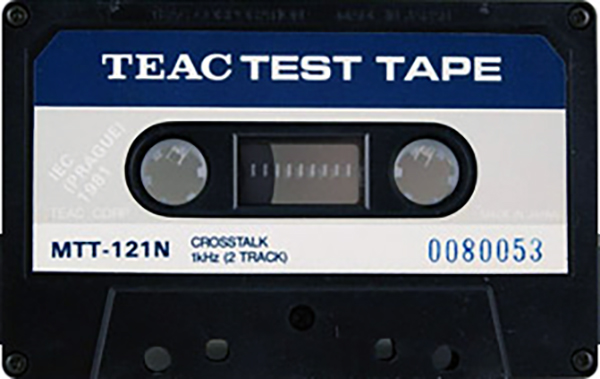 TEAC TEST TAPE
IEC
(PRAGUE)
1981
TEAC CORP.
MADE IN JAPAN
MTT-121N
CROSSTALK
1kHz (2 TRACK)
0080053